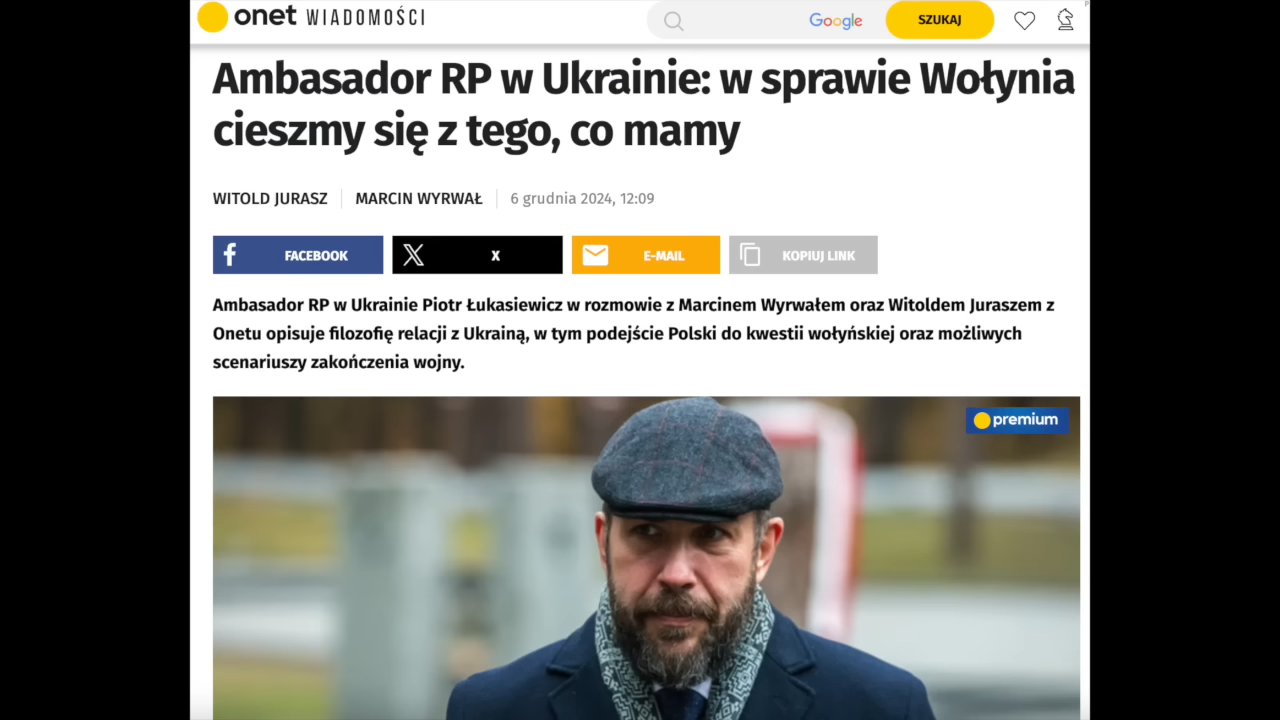 onet WIADOMOŚCI
Google
SZUKAJ
Ambasador RP w Ukrainie: w sprawie Wołynia
cieszmy się z tego, co mamy
WITOLD JURASZ MARCIN WYRWAŁ 6 grudnia 2024, 12:09
FACEBOOK
X
E-MAIL
KOPIUJ LINK
Ambasador RP w Ukrainie Piotr Łukasiewicz w rozmowie z Marcinem Wyrwałem oraz Witoldem Juraszem z
Onetu opisuje filozofię relacji z Ukrainą, w tym podejście Polski do kwestii wołyńskiej oraz możliwych
scenariuszy zakończenia wojny.
premium